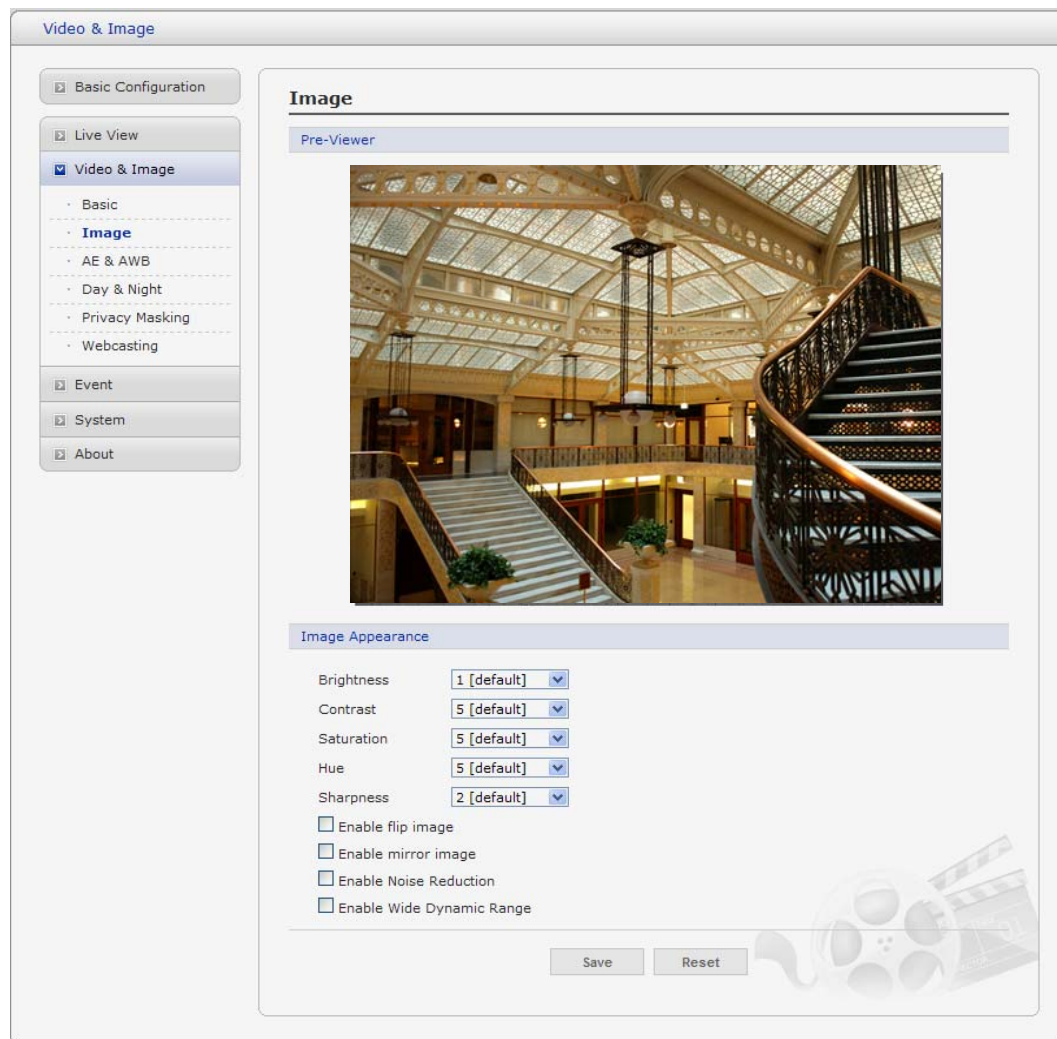 Video & Image
Basic Configuration
Live View
Video & Image
Basic
Image
AE & AWB
Day & Night
Privacy Masking
Webcasting
Event
System
About
Image
Pre-Viewer
Image Appearance
Brightness 1 [default]
Contrast 5 [default]
Saturation 5 [default]
Hue 5 [default]
Sharpness 2 [default]
Enable flip image
Enable mirror image
Enable Noise Reduction
Enable Wide Dynamic Range
Save Reset